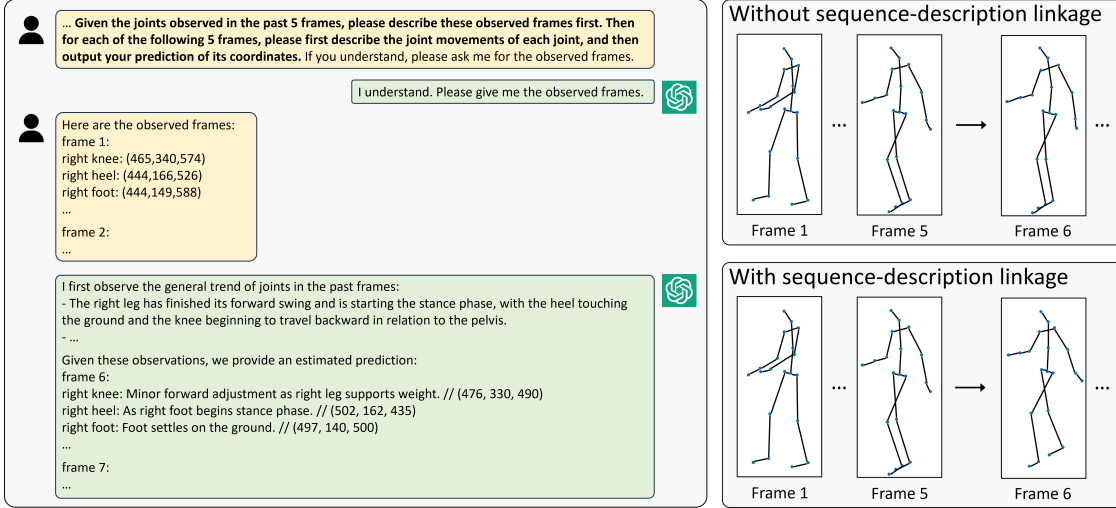 ... Given the joints observed in the past 5 frames, please describe these observed frames first. Then
for each of the following 5 frames, please first describe the joint movements of each joint, and then
output your prediction of its coordinates. If you understand, please ask me for the observed frames.
I understand. Please give me the observed frames.
Here are the observed frames:
frame 1:
right knee: (465,340,574)
right heel: (444,166,526)
right foot: (444,149,588)
...
frame 2:
...
I first observe the general trend of joints in the past frames:
- The right leg has finished its forward swing and is starting the stance phase, with the heel touching
the ground and the knee beginning to travel backward in relation to the pelvis.
- ...
Given these observations, we provide an estimated prediction:
frame 6:
right knee: Minor forward adjustment as right leg supports weight. // (476, 330, 490)
right heel: As right foot begins stance phase. // (502, 162, 435)
right foot: Foot settles on the ground. // (497, 140, 500)
...
frame 7:
...
Without sequence-description linkage
... ...
Frame 1 Frame 5 Frame 6
With sequence-description linkage
... ...
Frame 1 Frame 5 Frame 6